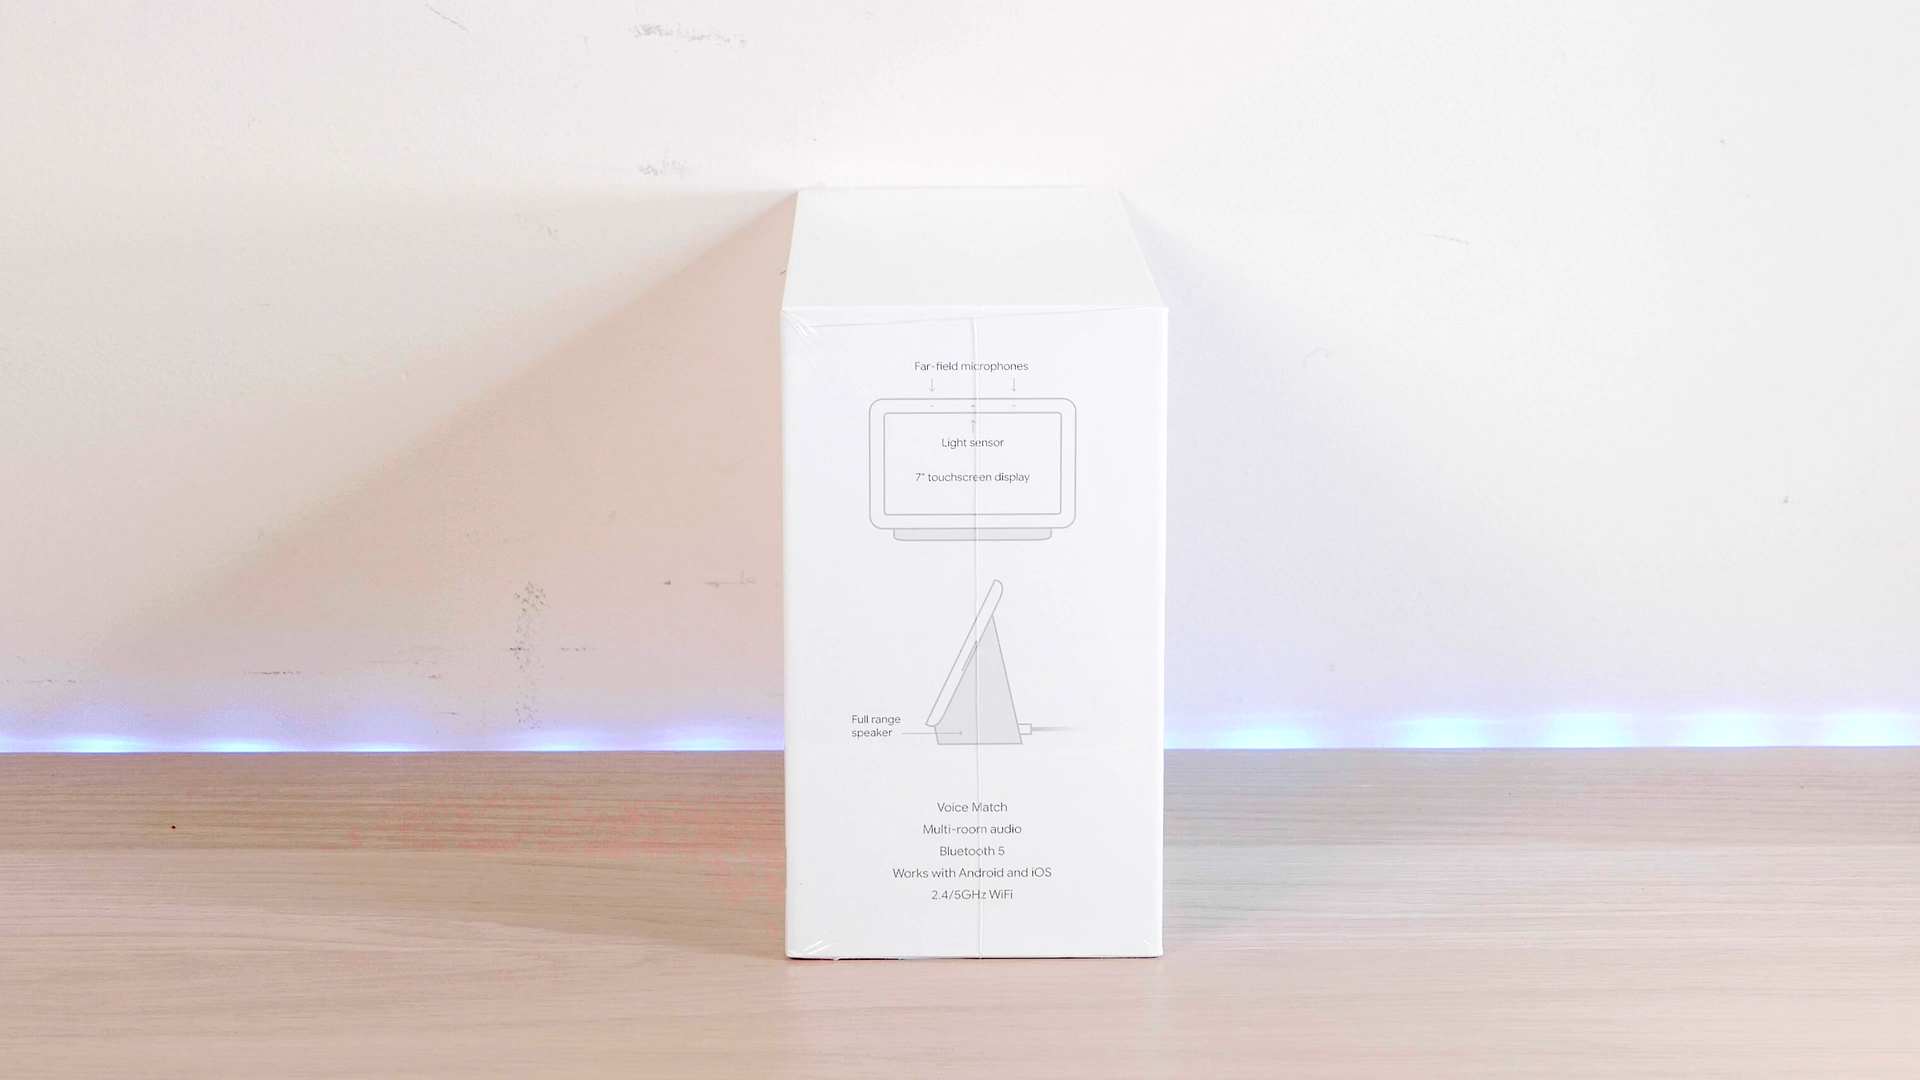 Far-field microphones
Light sensor
7" touchscreen display
Full range
speaker
Voice Match
Multi-room audio
Bluetooth 5
Works with Android and iOS
2.4/5GHz WiFi